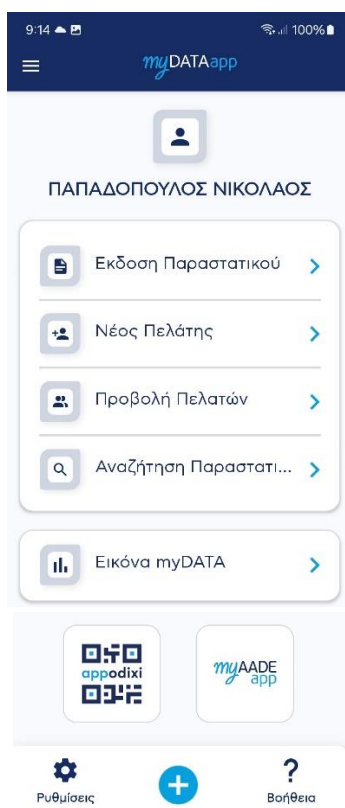 9:14 100%
myDATAapp
ΠΑΠΑΔΟΠΟΥΛΟΣ ΝΙΚΟΛΑΟΣ
Έκδοση Παραστατικού
Νέος Πελάτης
Προβολή Πελατών
Αναζήτηση Παραστατι...
Εικόνα myDATA
appodixi
myAADE
app
Ρυθμίσεις
Βοήθεια